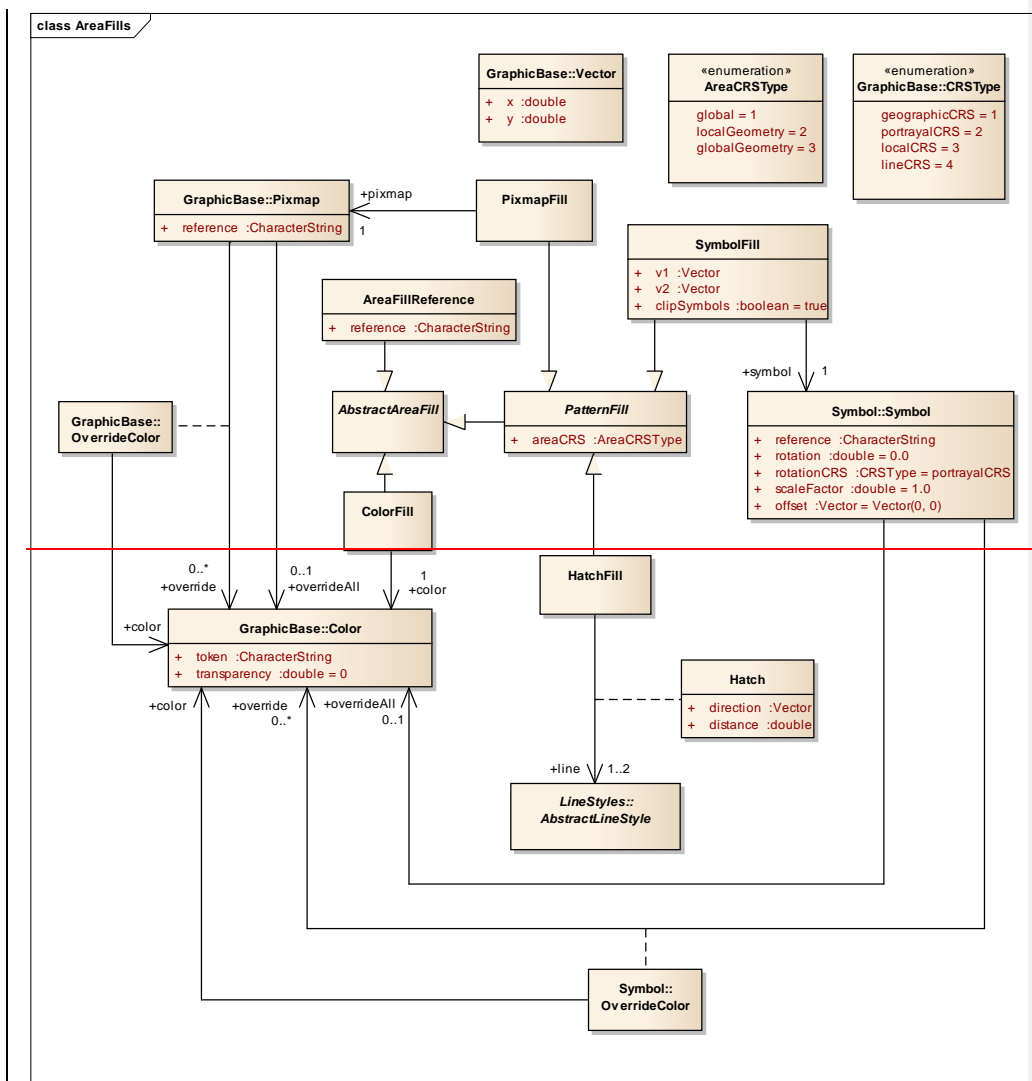 class AreaFills
GraphicBase::Vector
+ x :double
+ y :double
«enumeration»
AreaCRSType
global = 1
localGeometry = 2
globalGeometry = 3
«enumeration»
GraphicBase::CRSType
geographicCRS = 1
portrayalCRS = 2
localCRS = 3
lineCRS = 4
GraphicBase::Pixmap
+ reference :CharacterString
+pixmap
1
PixmapFill
SymbolFill
+ v1 :Vector
+ v2 :Vector
+ clipSymbols :boolean = true
AreaFillReference
+ reference :CharacterString
+symbol 1
GraphicBase::
OverrideColor
AbstractAreaFill
PatternFill
+ areaCRS :AreaCRSType
Symbol::Symbol
+ reference :CharacterString
+ rotation :double = 0.0
+ rotationCRS :CRSType = portrayalCRS
+ scaleFactor :double = 1.0
+ offset :Vector = Vector(0, 0)
ColorFill
HatchFill
0..*
+override
0..1
+overrideAll
1
+color
+color
GraphicBase::Color
+ token :CharacterString
+ transparency :double = 0
+color
+override
0..*
+overrideAll
0..1
Hatch
+ direction :Vector
+ distance :double
+line 1..2
LineStyles::
AbstractLineStyle
Symbol::
OverrideColor